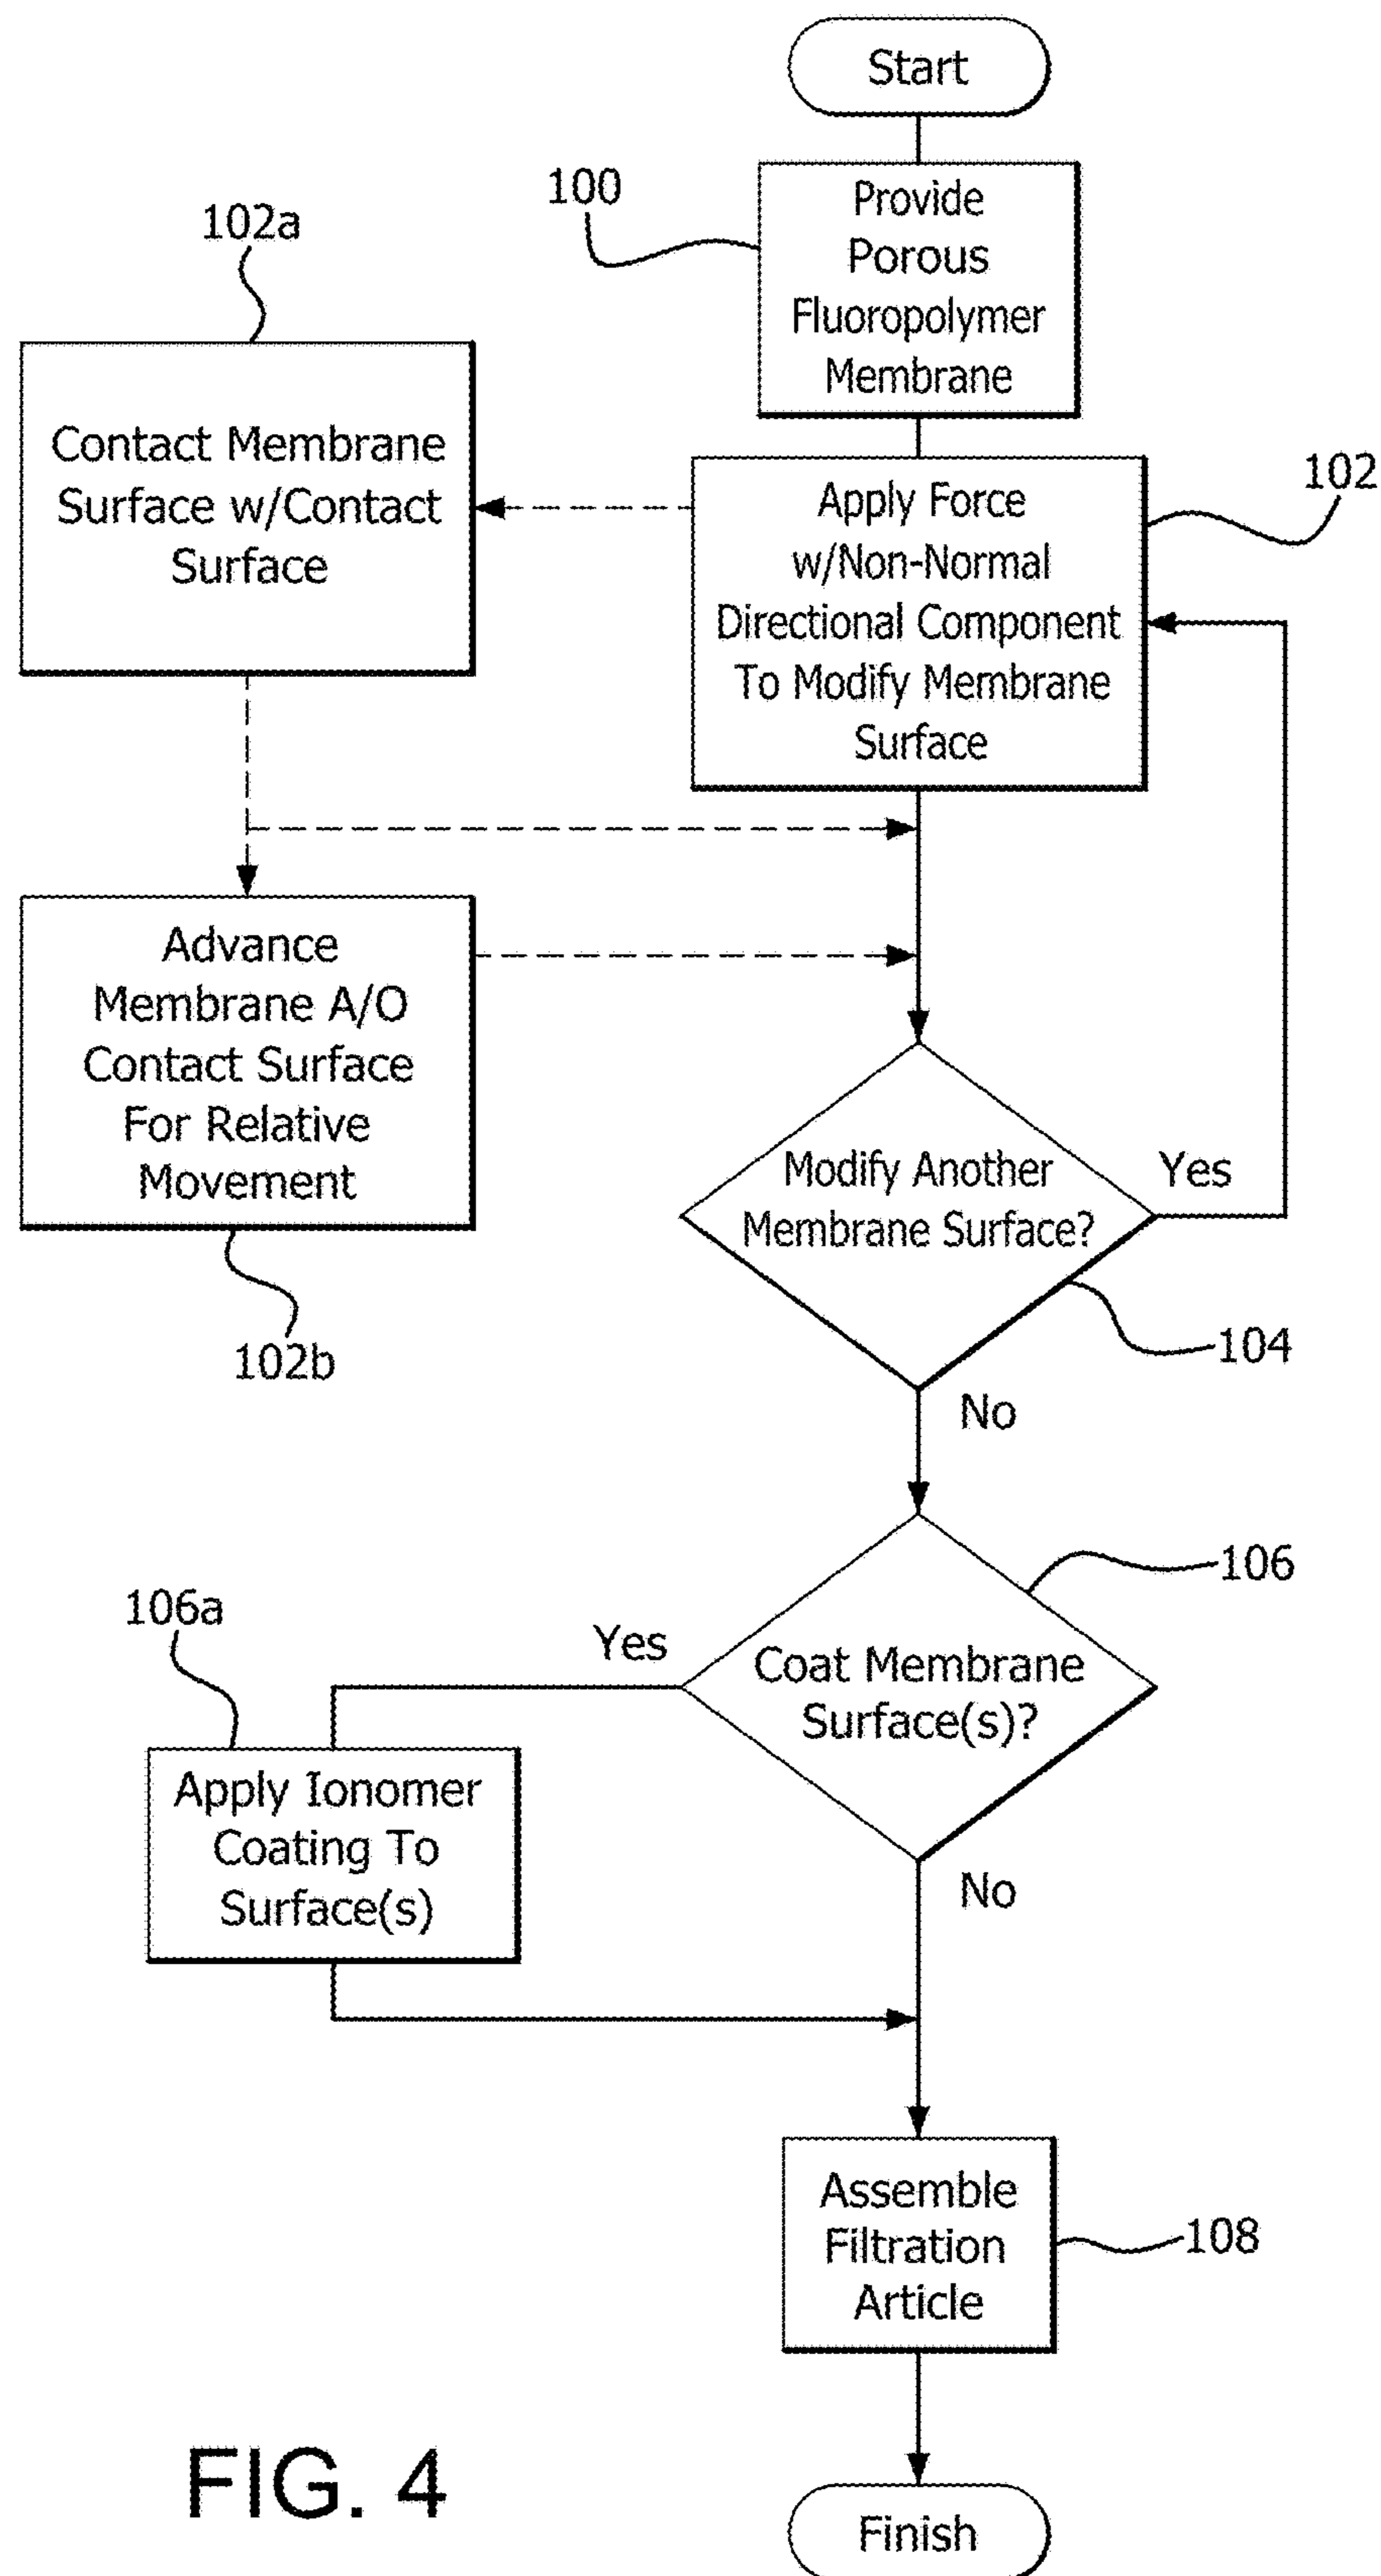 Start
100
Provide
Porous
Fluoropolymer
Membrane
102a
Contact Membrane
Surface w/Contact
Surface
102
Apply Force
w/Non-Normal
Directional Component
To Modify Membrane
Surface
Advance
Membrane A/O
Contact Surface
For Relative
Movement
102b
Modify Another
Membrane Surface?
Yes
104
No
106
106a
Yes
Coat Membrane
Surface(s)?
Apply Ionomer
Coating To
Surface(s)
No
Assemble
Filtration
Article
108
FIG. 4
Finish